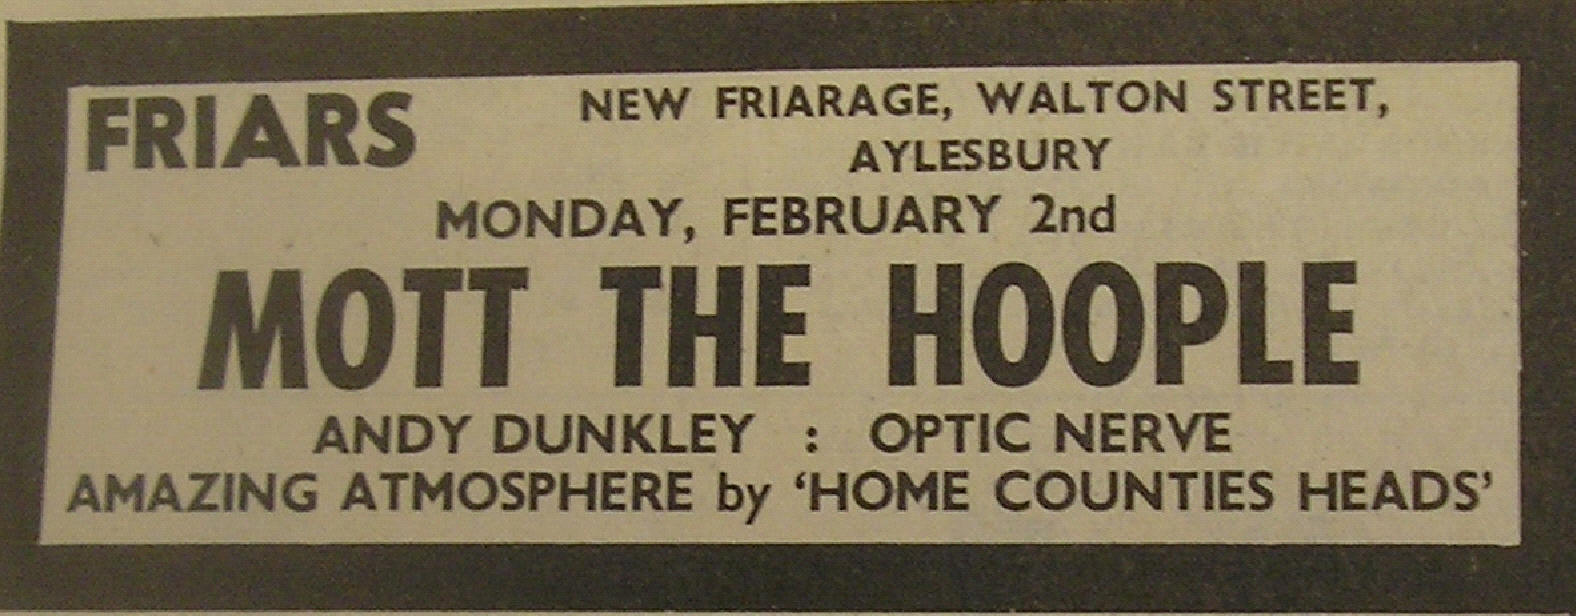 FRIARS NEW FRIARAGE, WALTON STREET,
AYLESBURY
MONDAY, FEBRUARY 2nd
MOTT THE HOOPLE
ANDY DUNKLEY : OPTIC NERVE
AMAZING ATMOSPHERE by ‘HOME COUNTIES HEADS’